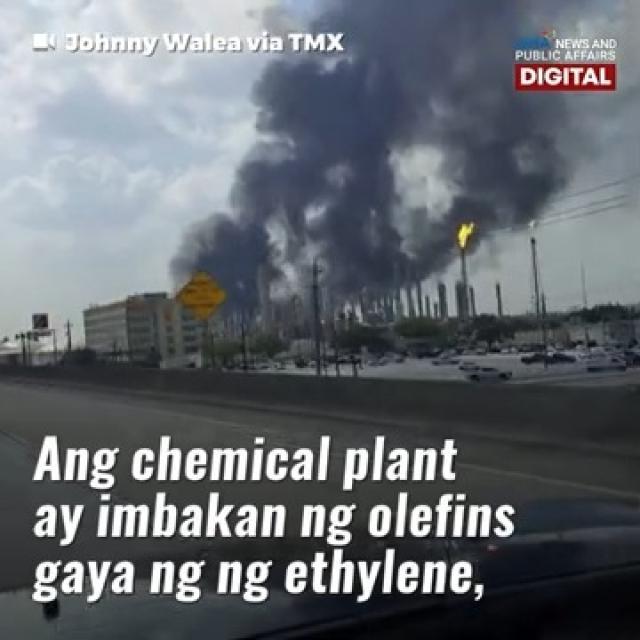 Johnny Walea via TMX
NEWS AND
PUBLIC AFFAIRS
DIGITAL
Ang chemical plant
ay imbakan ng olefins
gaya ng ng ethylene,